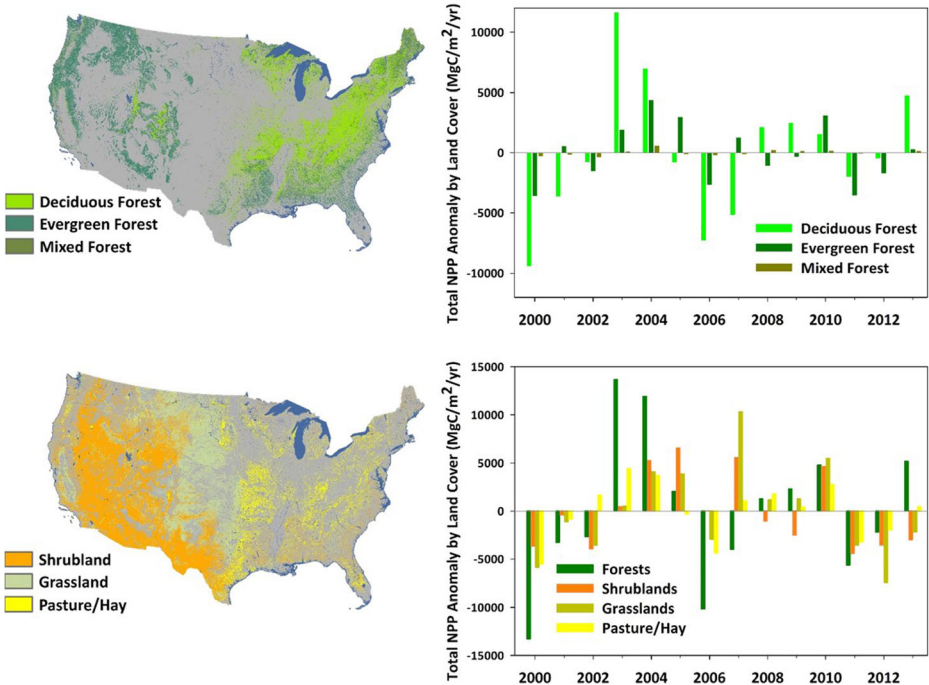 Deciduous Forest
Evergreen Forest
Mixed Forest
Total NPP Anomaly by Land Cover (MgC/m²/yr)
10000
5000
0
-5000
-10000
Deciduous Forest
Evergreen Forest
Mixed Forest
2000 2002 2004 2006 2008 2010 2012
Shrubland
Grassland
Pasture/Hay
Total NPP Anomaly by Land Cover (MgC/m²/yr)
15000
10000
5000
0
-5000
-10000
-15000
Forests
Shrublands
Grasslands
Pasture/Hay
2000 2002 2004 2006 2008 2010 2012